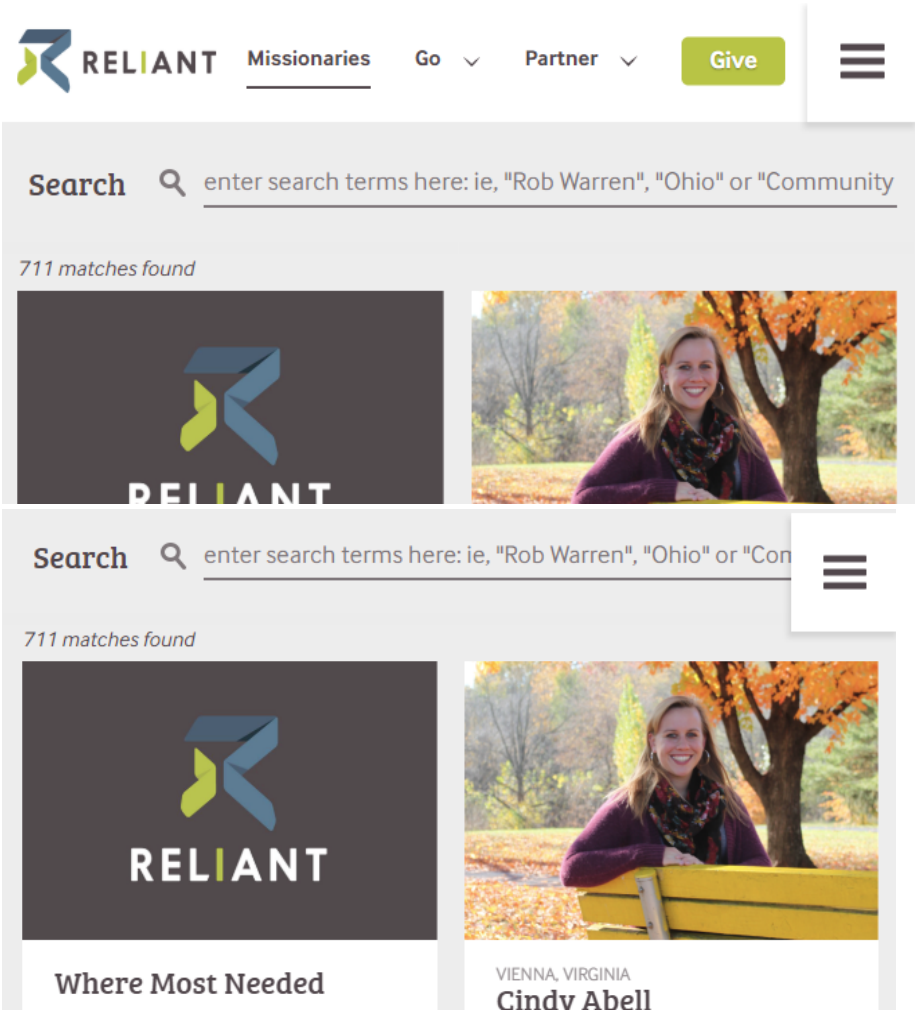 RELIANT Missionaries Go Partner Give
Search enter search terms here: ie, "Rob Warren", "Ohio" or "Community
711 matches found
RELIANT
Search enter search terms here: ie, "Rob Warren", "Ohio" or "Com
711 matches found
RELIANT
Where Most Needed
VIENNA, VIRGINIA
Cindy Abell